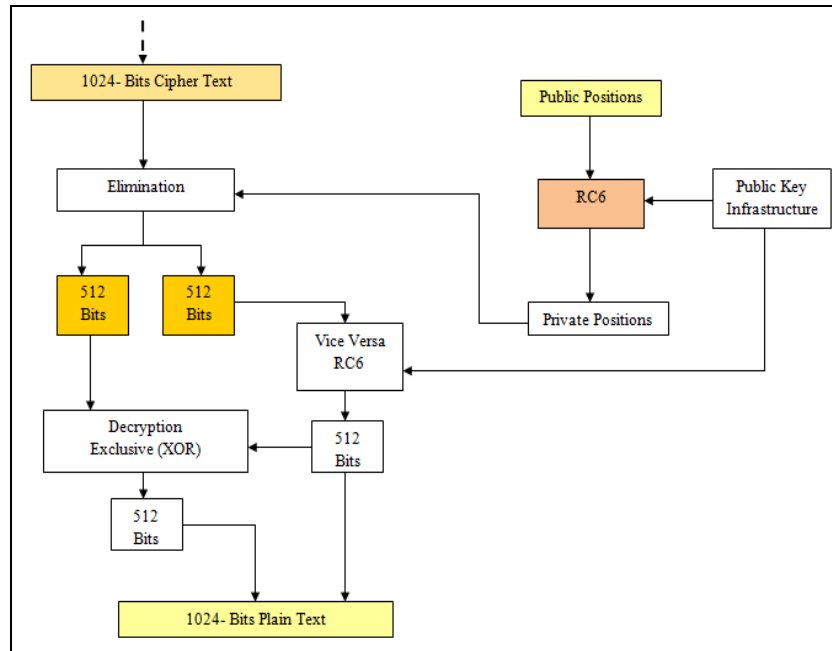 1024- Bits Cipher Text
Public Positions
Elimination
RC6
Public Key
Infrastructure
512
Bits
512
Bits
Private Positions
Vice Versa
RC6
Decryption
Exclusive (XOR)
512
Bits
512
Bits
1024- Bits Plain Text